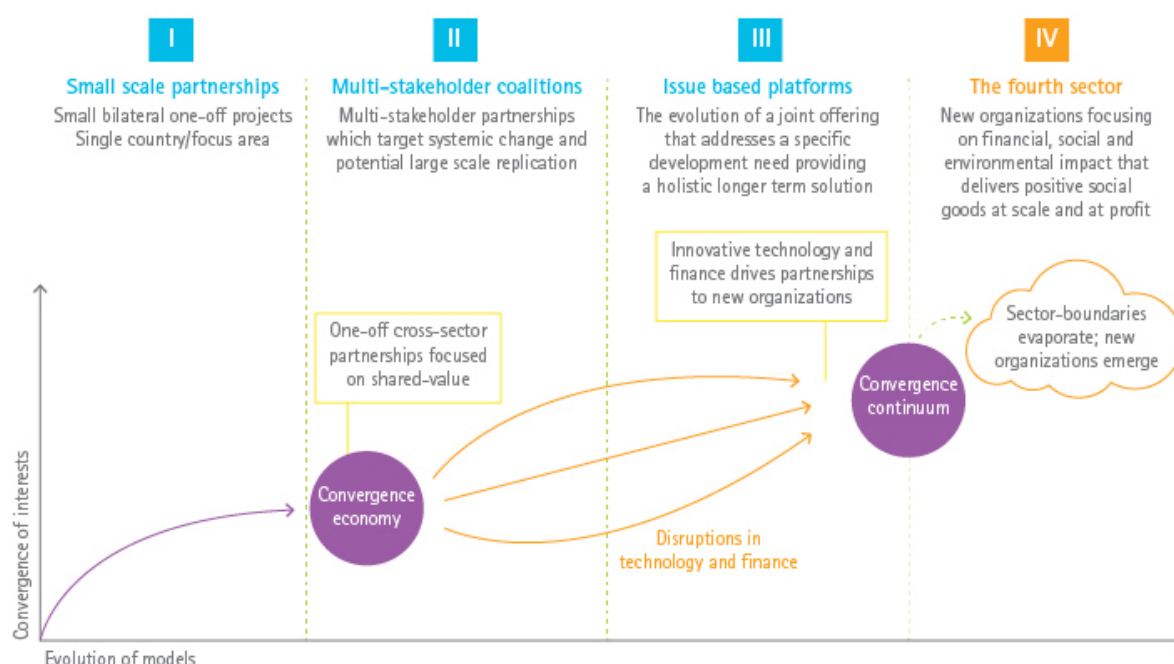 I
Small scale partnerships
Small bilateral one-off projects
Single country/focus area
II
Multi-stakeholder coalitions
Multi-stakeholder partnerships
which target systemic change and
potential large scale replication
III
Issue based platforms
The evolution of a joint offering
that addresses a specific
development need providing
a holistic longer term solution
IV
The fourth sector
New organizations focusing
on financial, social and
environmental impact that
delivers positive social
goods at scale and at profit
Innovative technology and
finance drives partnerships
to new organizations
One-off cross-sector
partnerships focused
on shared-value
Sector-boundaries
evaporate; new
organizations emerge
Convergence
continuum
Convergence
economy
Disruptions in
technology and finance
Convergence of interests
Evolution of models